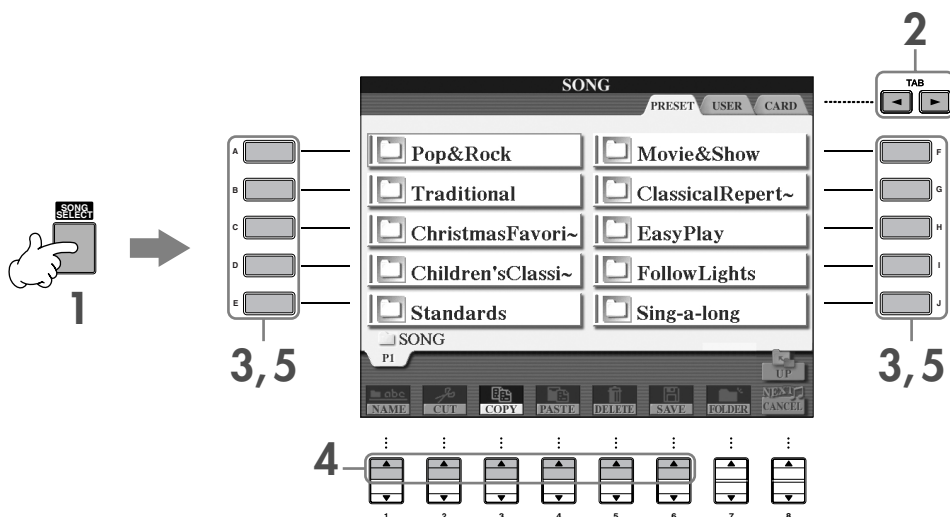 2
TAB
SONG
PRESET USER CARD
A Pop&Rock Movie&Show F
B Traditional ClassicalRepert~ G
SONG SELECT
C ChristmasFavori~ EasyPlay H
D Children'sClassi~ FollowLights I
1
E Standards Sing-a-long J
SONG
P1
3, 5
3, 5
UP
abc
NEXT
NAME CUT COPY PASTE DELETE SAVE FOLDER CANCEL
4
1 2 3 4 5 6 7 8